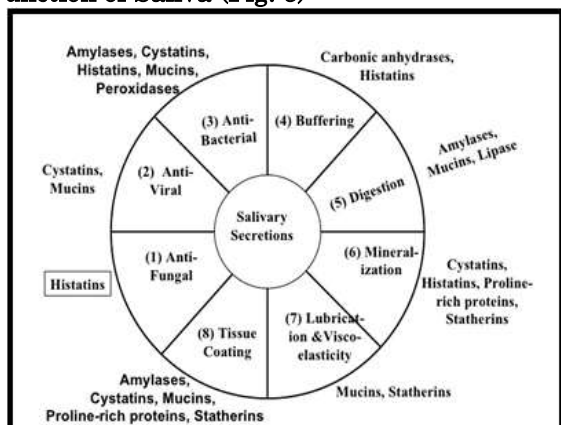 unction of Saliva (Fig. 3)
Amylases, Cystatins,
Histatins, Mucins,
Peroxidases
Carbonic anhydrases,
Histatins
(3) Anti-
Bacterial
(4) Buffering
Cystatins,
Mucins
(2) Anti-
Viral
Amylases,
Mucins, Lipase
(5) Digestion
Salivary
Secretions
Histatins
(1) Anti-
Fungal
(6) Mineral-
ization
Cystatins,
Histatins, Proline-
rich proteins,
Statherins
(8) Tissue
Coating
(7) Lubricat-
ion &Visco-
elasticity
Amylases,
Cystatins, Mucins,
Proline-rich proteins, Statherins
Mucins, Statherins